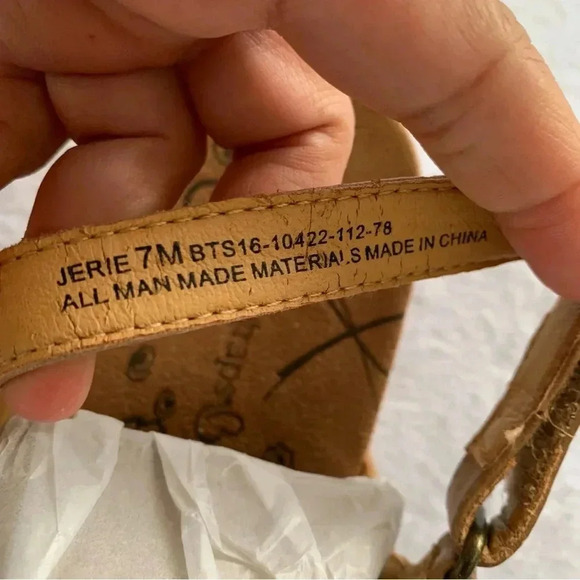 JERIE 7M BTS16-10422-112-78
ALL MAN MADE MATERIALS MADE IN CHINA